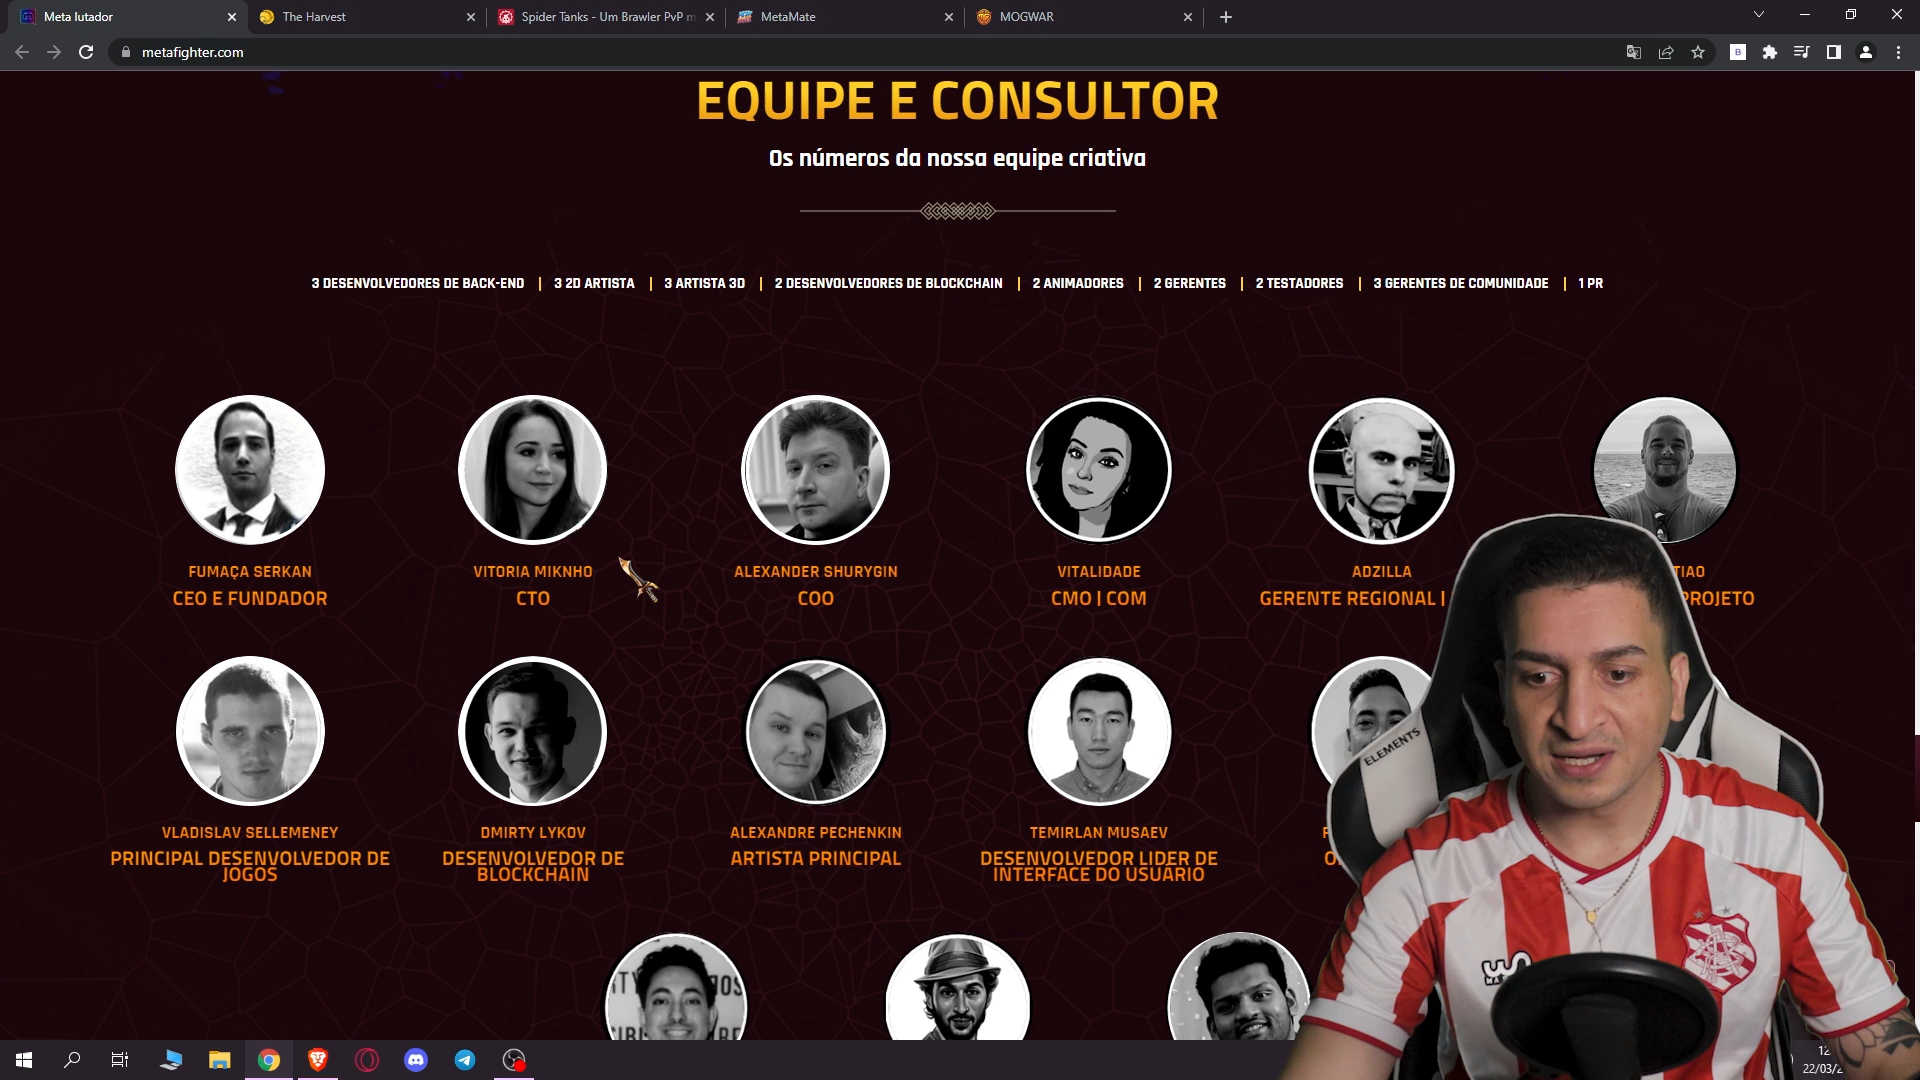 Meta lutador
The Harvest
Spider Tanks - Um Brawler PvP m
MetaMate
MOGWAR
metafighter.com
EQUIPE E CONSULTOR
Os números da nossa equipe criativa
3 DESENVOLVEDORES DE BACK-END | 3 2D ARTISTA | 3 ARTISTA 3D | 2 DESENVOLVEDORES DE BLOCKCHAIN | 2 ANIMADORES | 2 GERENTES | 2 TESTADORES | 3 GERENTES DE COMUNIDADE | 1 PR
FUMAÇA SERKAN
CEO E FUNDADOR
VITORIA MIKNHO
CTO
ALEXANDER SHURYGIN
COO
VITALIDADE
CMO | COM
ADZILLA
GERENTE REGIONAL |
TIAO
PROJETO
VLADISLAV SELLEMENEY
PRINCIPAL DESENVOLVEDOR DE
JOGOS
DMIRTY LYKOV
DESENVOLVEDOR DE
BLOCKCHAIN
ALEXANDRE PECHENKIN
ARTISTA PRINCIPAL
TEMIRLAN MUSAEV
DESENVOLVEDOR LIDER DE
INTERFACE DO USUÁRIO
ELEMENTS
12
22/03/2